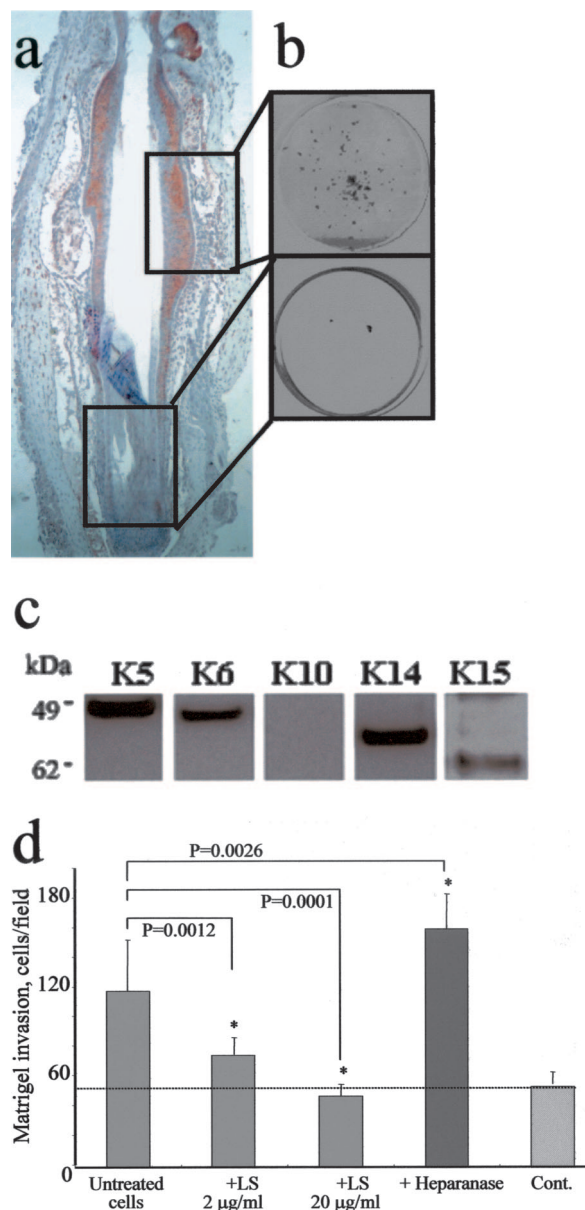 a
b
c
kDa K5 K6 K10 K14 K15
49-
62-
d
P=0.0026
P=0.0001
P=0.0012
* * *
Matrigel invasion, cells/field
180
120
60
0
Untreated cells
+LS 2 µg/ml
+LS 20 µg/ml
+ Heparanase
Cont.